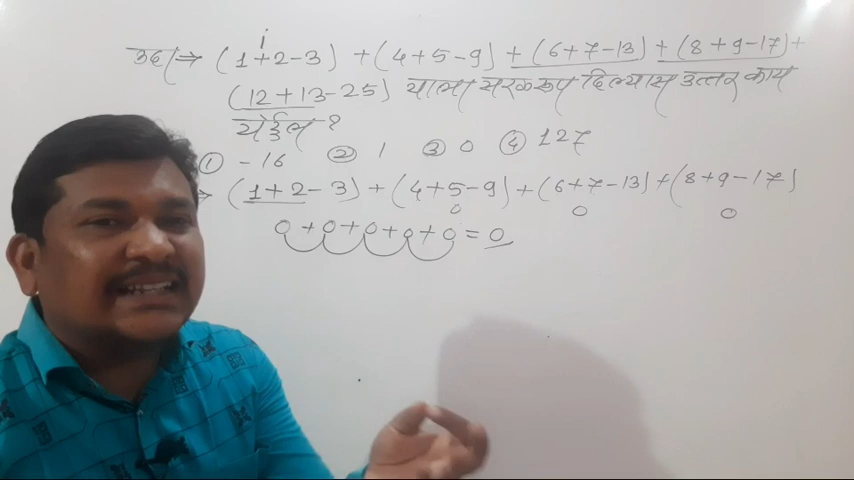 उदा⇒ (1+2-3) +(4+5-9) +(6+7-13) +(8+9-17)+
(12+13-25) याला सरळरूप दिल्यास उत्तर काय
येईल ?
① -16 ② 1 ③ 0 ④ 127
⇒ (1+2-3) +(4+5-9) +(6+7-13) +(8+9-17)
0 0 0
0+0+0+0+0 = 0